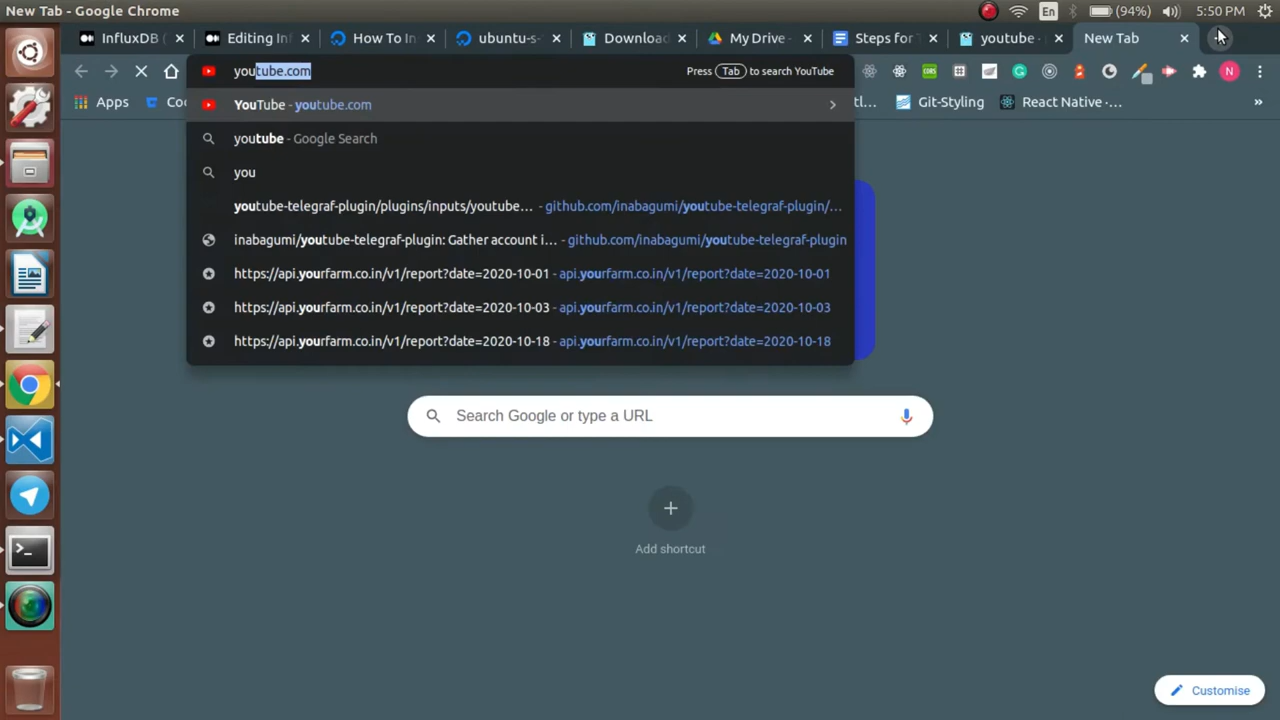 New Tab - Google Chrome
En
(94%)
5:50 PM
InfluxDB (
Editing Inf
How To In
ubuntu-s-
Downloa
My Drive -
Steps for
youtube -
New Tab
youtube.com
Press Tab to search YouTube
YouTube - youtube.com
youtube - Google Search
you
youtube-telegraf-plugin/plugins/inputs/youtube... - github.com/inabagumi/youtube-telegraf-plugin/...
inabagumi/youtube-telegraf-plugin: Gather account i... - github.com/inabagumi/youtube-telegraf-plugin
https://api.yourfarm.co.in/v1/report?date=2020-10-01 - api.yourfarm.co.in/v1/report?date=2020-10-01
https://api.yourfarm.co.in/v1/report?date=2020-10-03 - api.yourfarm.co.in/v1/report?date=2020-10-03
https://api.yourfarm.co.in/v1/report?date=2020-10-18 - api.yourfarm.co.in/v1/report?date=2020-10-18
N
Apps
Coc
tl...
Git-Styling
React Native -...
Search Google or type a URL
Add shortcut
Customise